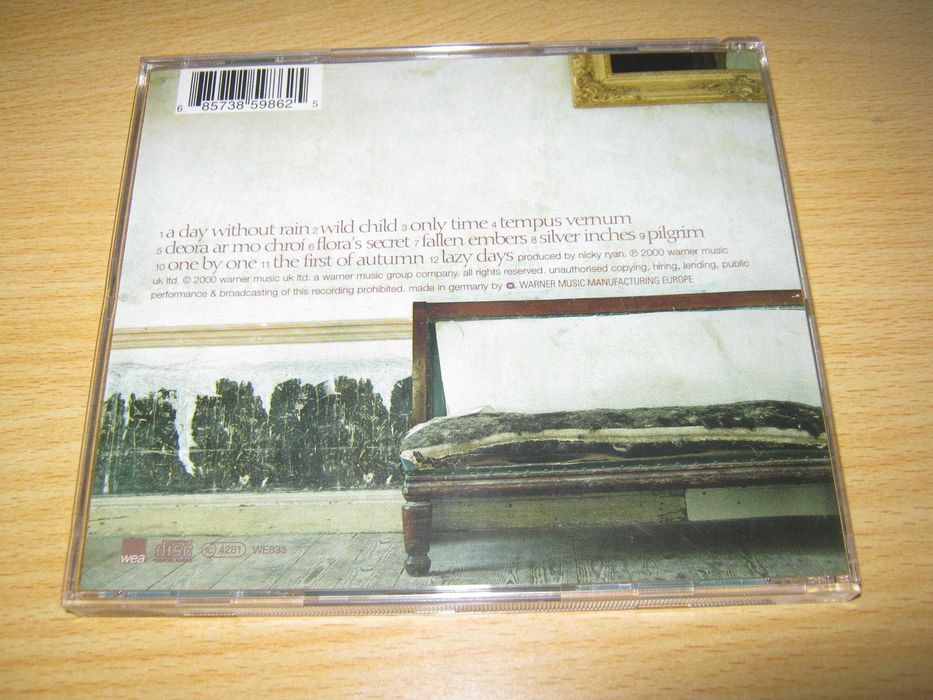 6 85738 59862 5
1 a day without rain 2 wild child 3 only time 4 tempus vernum
5 deora ar mo chroí 6 flora's secret 7 fallen embers 8 silver inches 9 pilgrim
10 one by one 11 the first of autumn 12 lazy days produced by nicky ryan. ℗ 2000 warner music
uk ltd. © 2000 warner music uk ltd. a warner music group company. all rights reserved. unauthorised copying, hiring, lending, public
performance & broadcasting of this recording prohibited. made in germany by WARNER MUSIC MANUFACTURING EUROPE
wea COMPACT disc DIGITAL AUDIO LC 4281 WE833